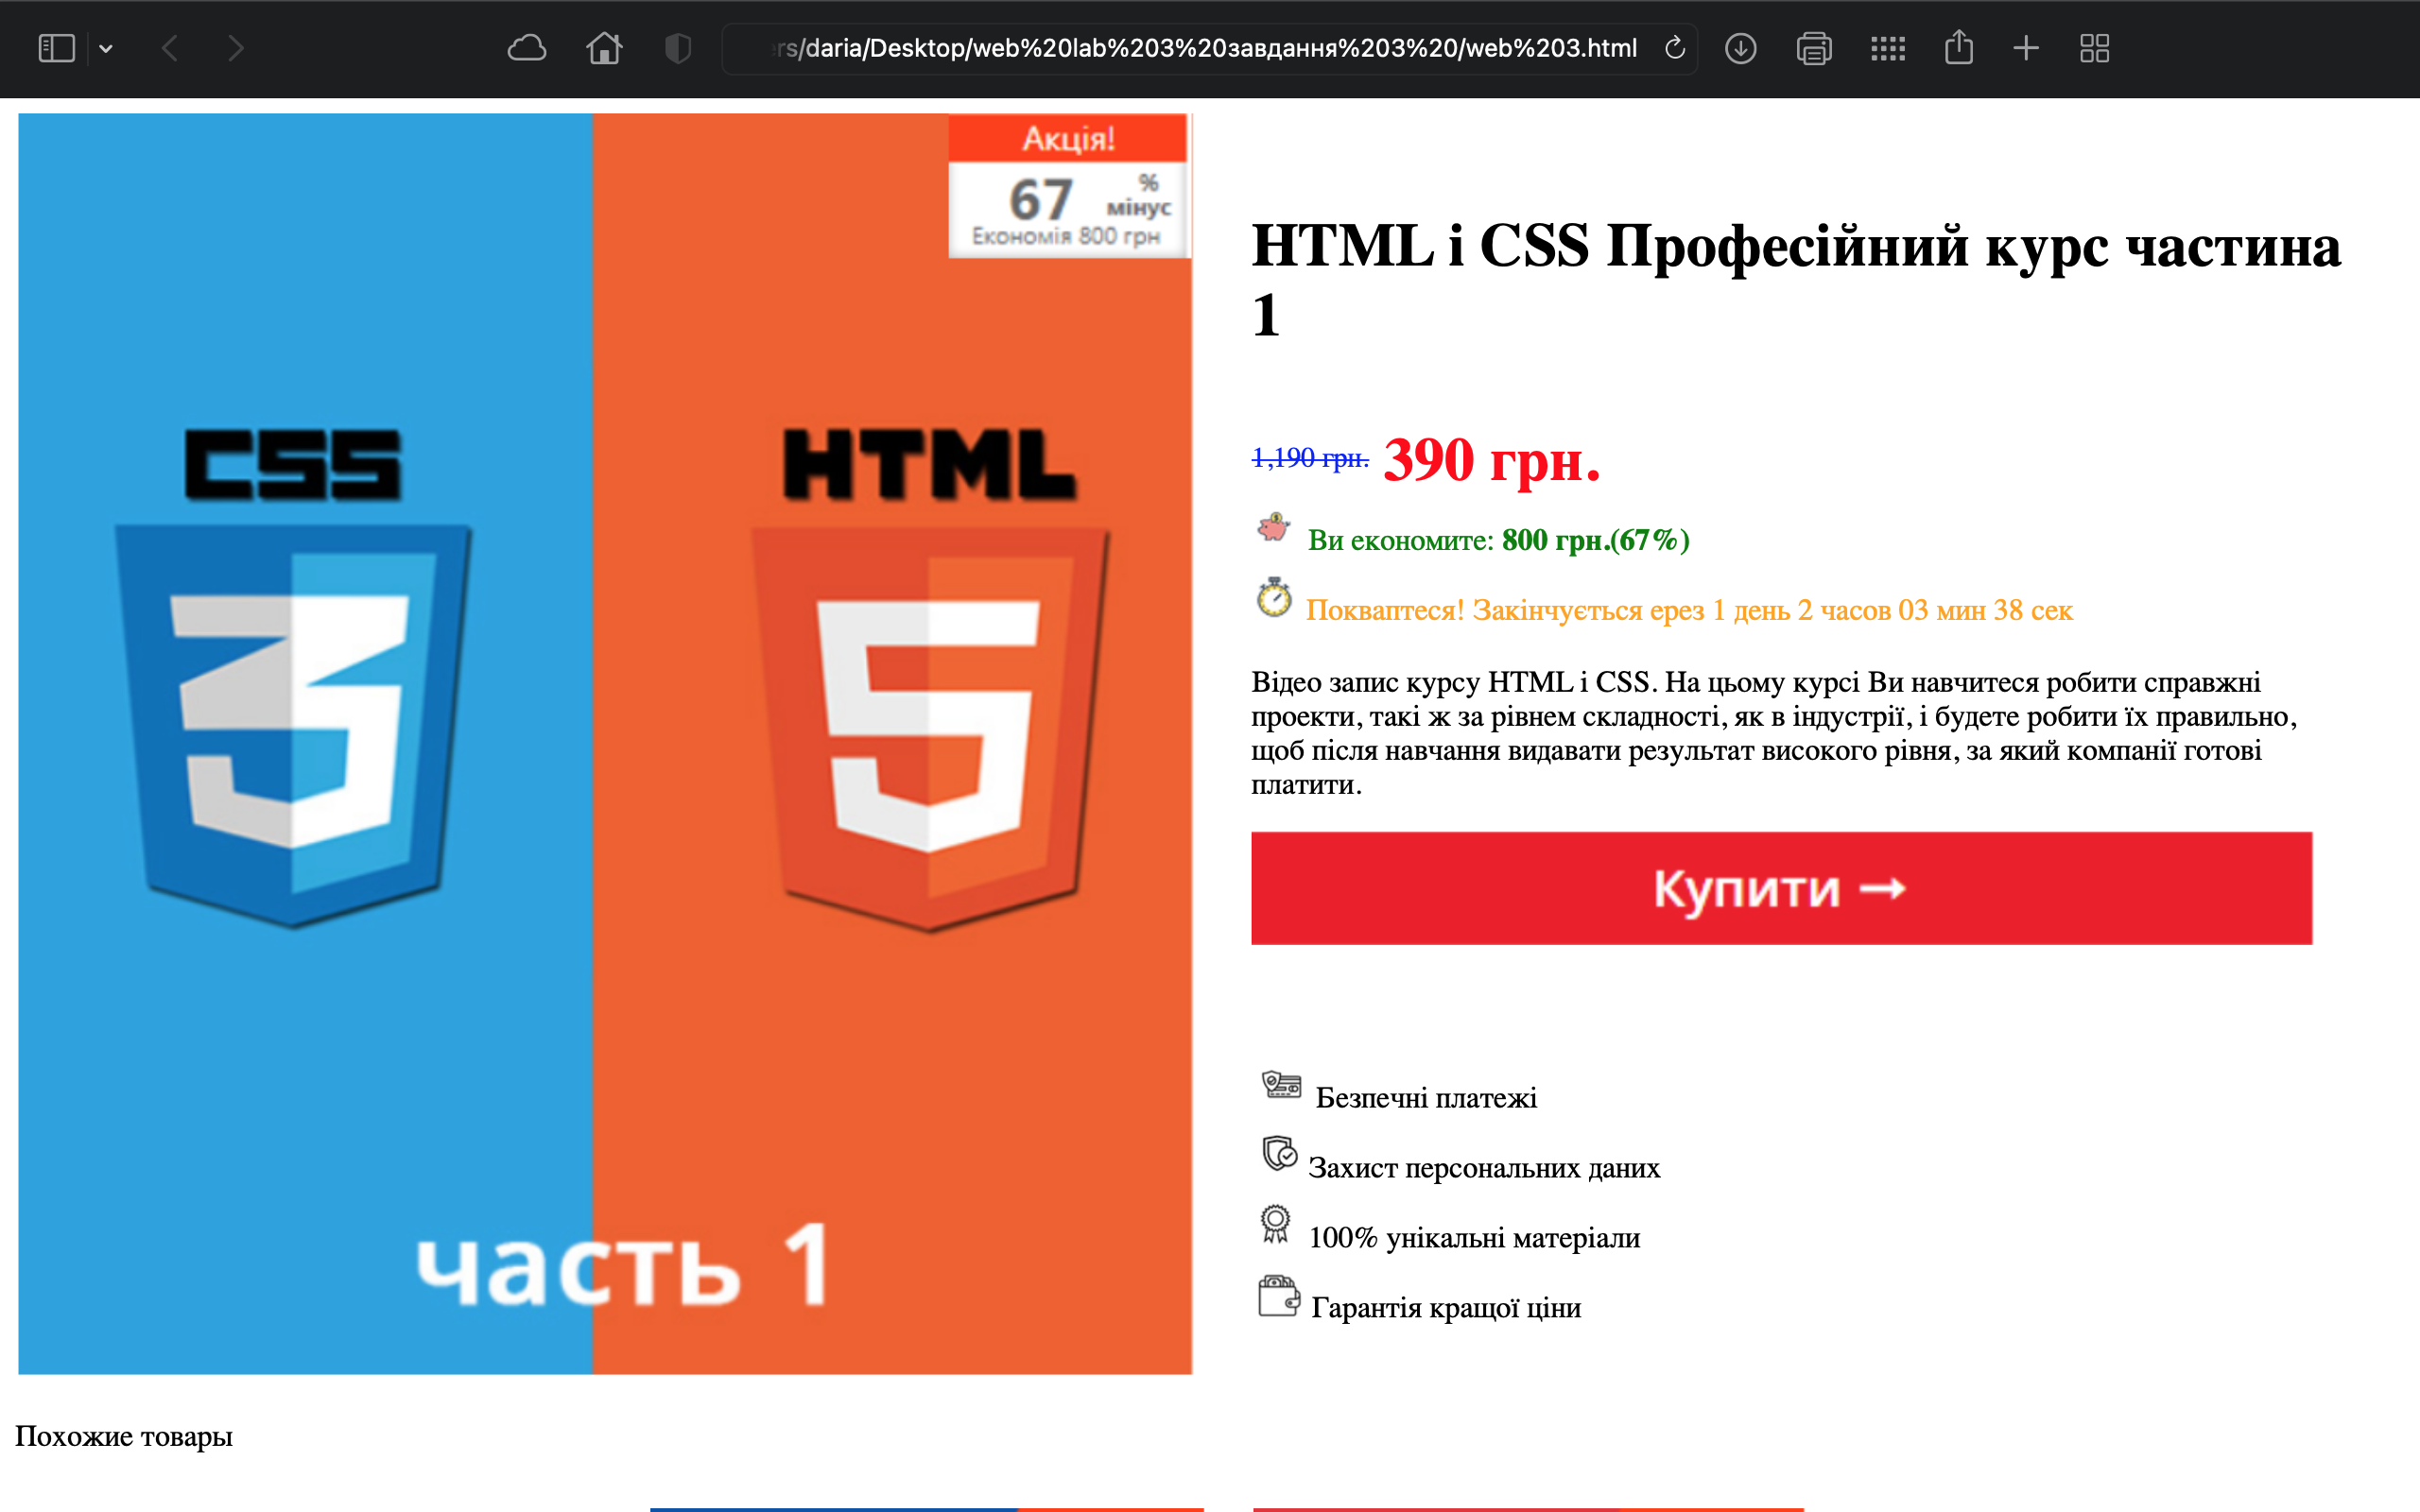 rs/daria/Desktop/web%20lab%203%20завдання%203%20/web%203.html
Акція!
67 % мінус
Економія 800 грн
CSS
HTML
3
5
часть 1
HTML і CSS Професійний курс частина
1
1,190 грн. 390 грн.
Ви економите: 800 грн.(67%)
Покваптеся! Закінчується ерез 1 день 2 часов 03 мин 38 сек
Відео запис курсу HTML і CSS. На цьому курсі Ви навчитеся робити справжні
проекти, такі ж за рівнем складності, як в індустрії, і будете робити їх правильно,
щоб після навчання видавати результат високого рівня, за який компанії готові
платити.
Купити →
Безпечні платежі
Захист персональних даних
100% унікальні матеріали
Гарантія кращої ціни
Похожие товары